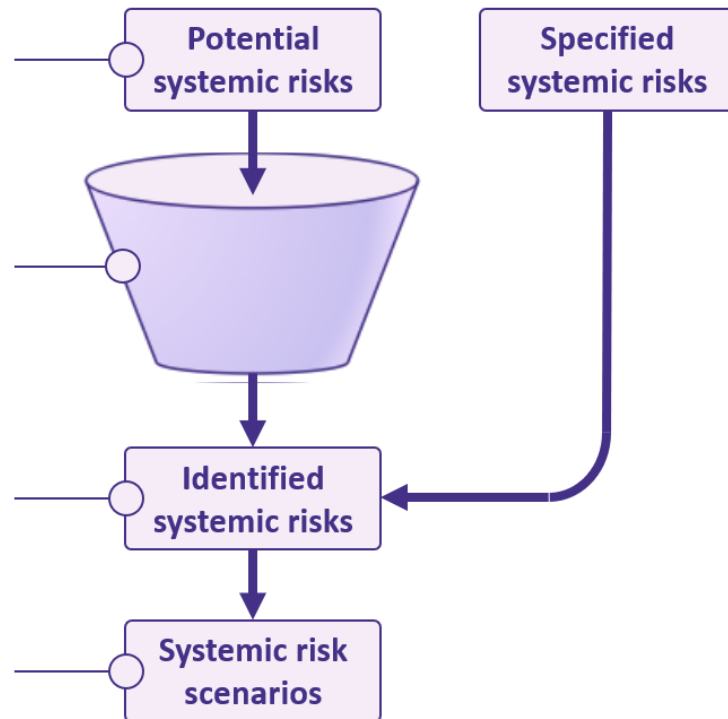 Potential
systemic risks
Specified
systemic risks
Identified
systemic risks
Systemic risk
scenarios